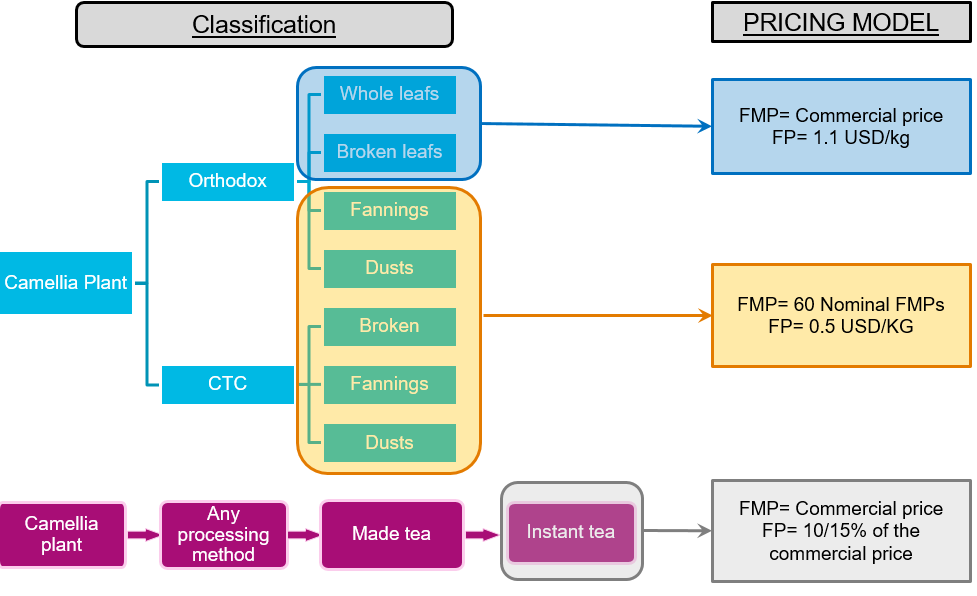 Classification
PRICING MODEL
Whole leafs
Broken leafs
FMP= Commercial price
FP= 1.1 USD/kg
Orthodox
Fannings
Dusts
Camellia Plant
Broken
FMP= 60 Nominal FMPs
FP= 0.5 USD/KG
CTC
Fannings
Dusts
Camellia
plant
Any
processing
method
Made tea
Instant tea
FMP= Commercial price
FP= 10/15% of the
commercial price